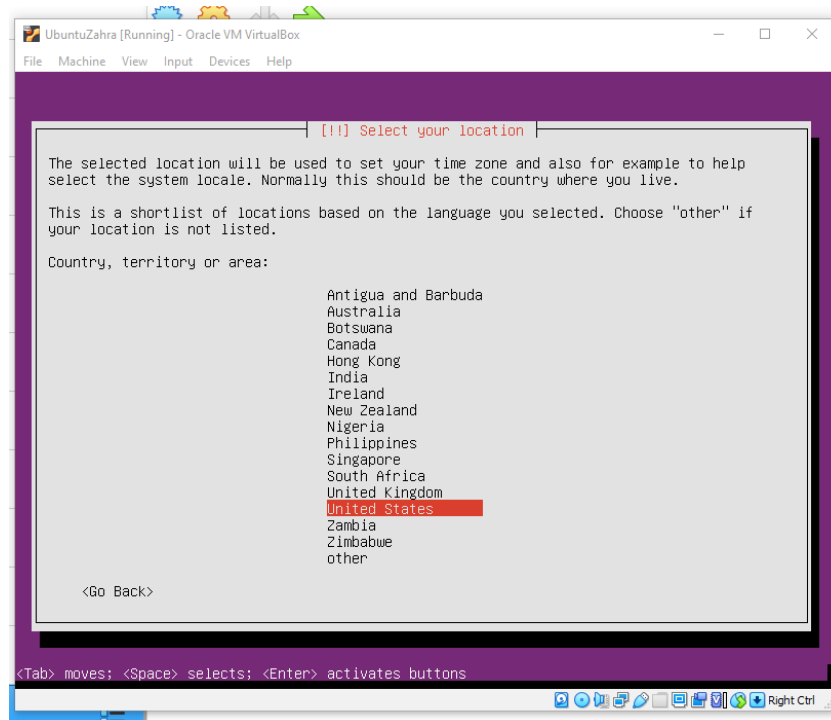 UbuntuZahra [Running] - Oracle VM VirtualBox
File Machine View Input Devices Help
[!!] Select your location
The selected location will be used to set your time zone and also for example to help
select the system locale. Normally this should be the country where you live.
This is a shortlist of locations based on the language you selected. Choose "other" if
your location is not listed.
Country, territory or area:
Antigua and Barbuda
Australia
Botswana
Canada
Hong Kong
India
Ireland
New Zealand
Nigeria
Philippines
Singapore
South Africa
United Kingdom
United States
Zambia
Zimbabwe
other
<Go Back>
<Tab> moves; <Space> selects; <Enter> activates buttons
Right Ctrl